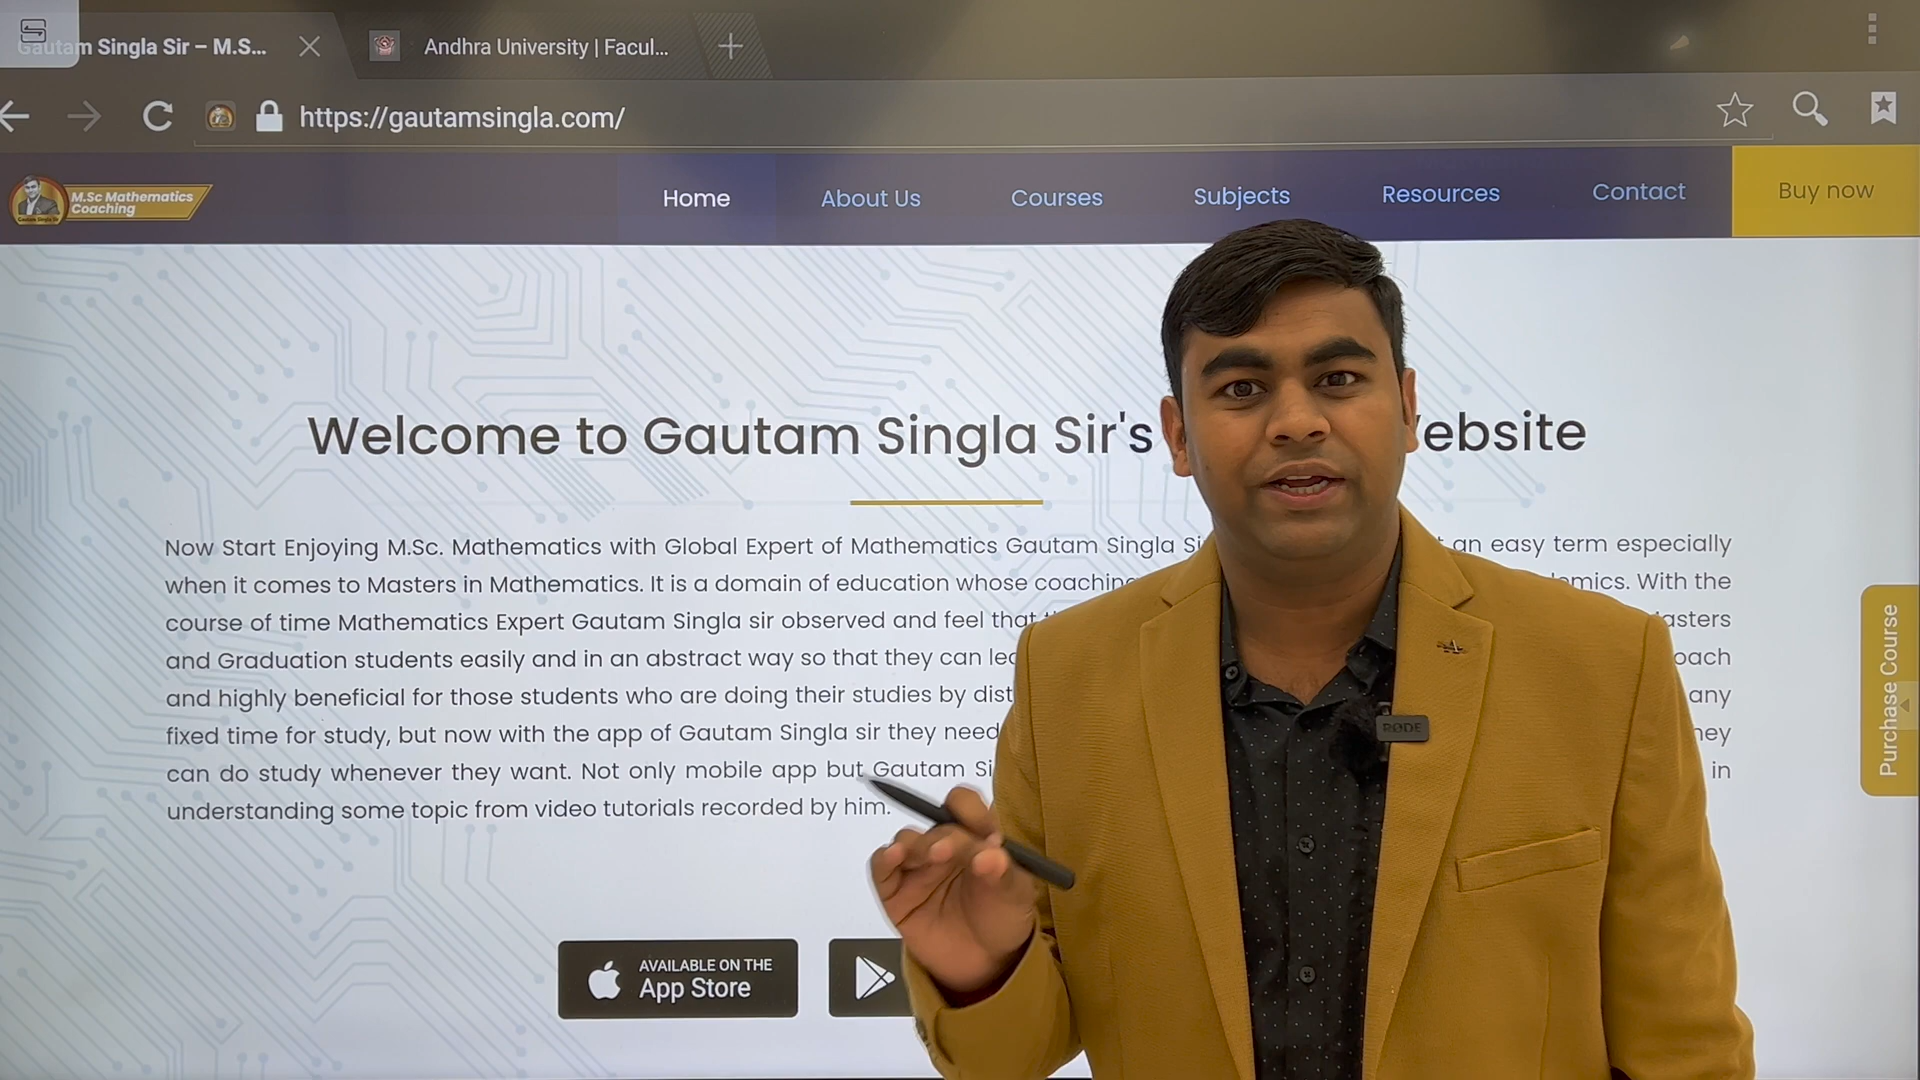 Gautam Singla Sir – M.S...
Andhra University | Facul...
https://gautamsingla.com/
M.Sc Mathematics
Coaching
Home
About Us
Courses
Subjects
Resources
Contact
Buy now
Welcome to Gautam Singla Sir's ebsite
Now Start Enjoying M.Sc. Mathematics with Global Expert of Mathematics Gautam Singla an easy term especially
when it comes to Masters in Mathematics. It is a domain of education whose With the
course of time Mathematics Expert Gautam Singla sir observed and feel that
and Graduation students easily and in an abstract way so that they can
and highly beneficial for those students who are doing their studies by any
fixed time for study, but now with the app of Gautam Singla sir they need
can do study whenever they want. Not only mobile app but Gautam in
understanding some topic from video tutorials recorded by him.
Purchase Course
RØDE
AVAILABLE ON THE
App Store